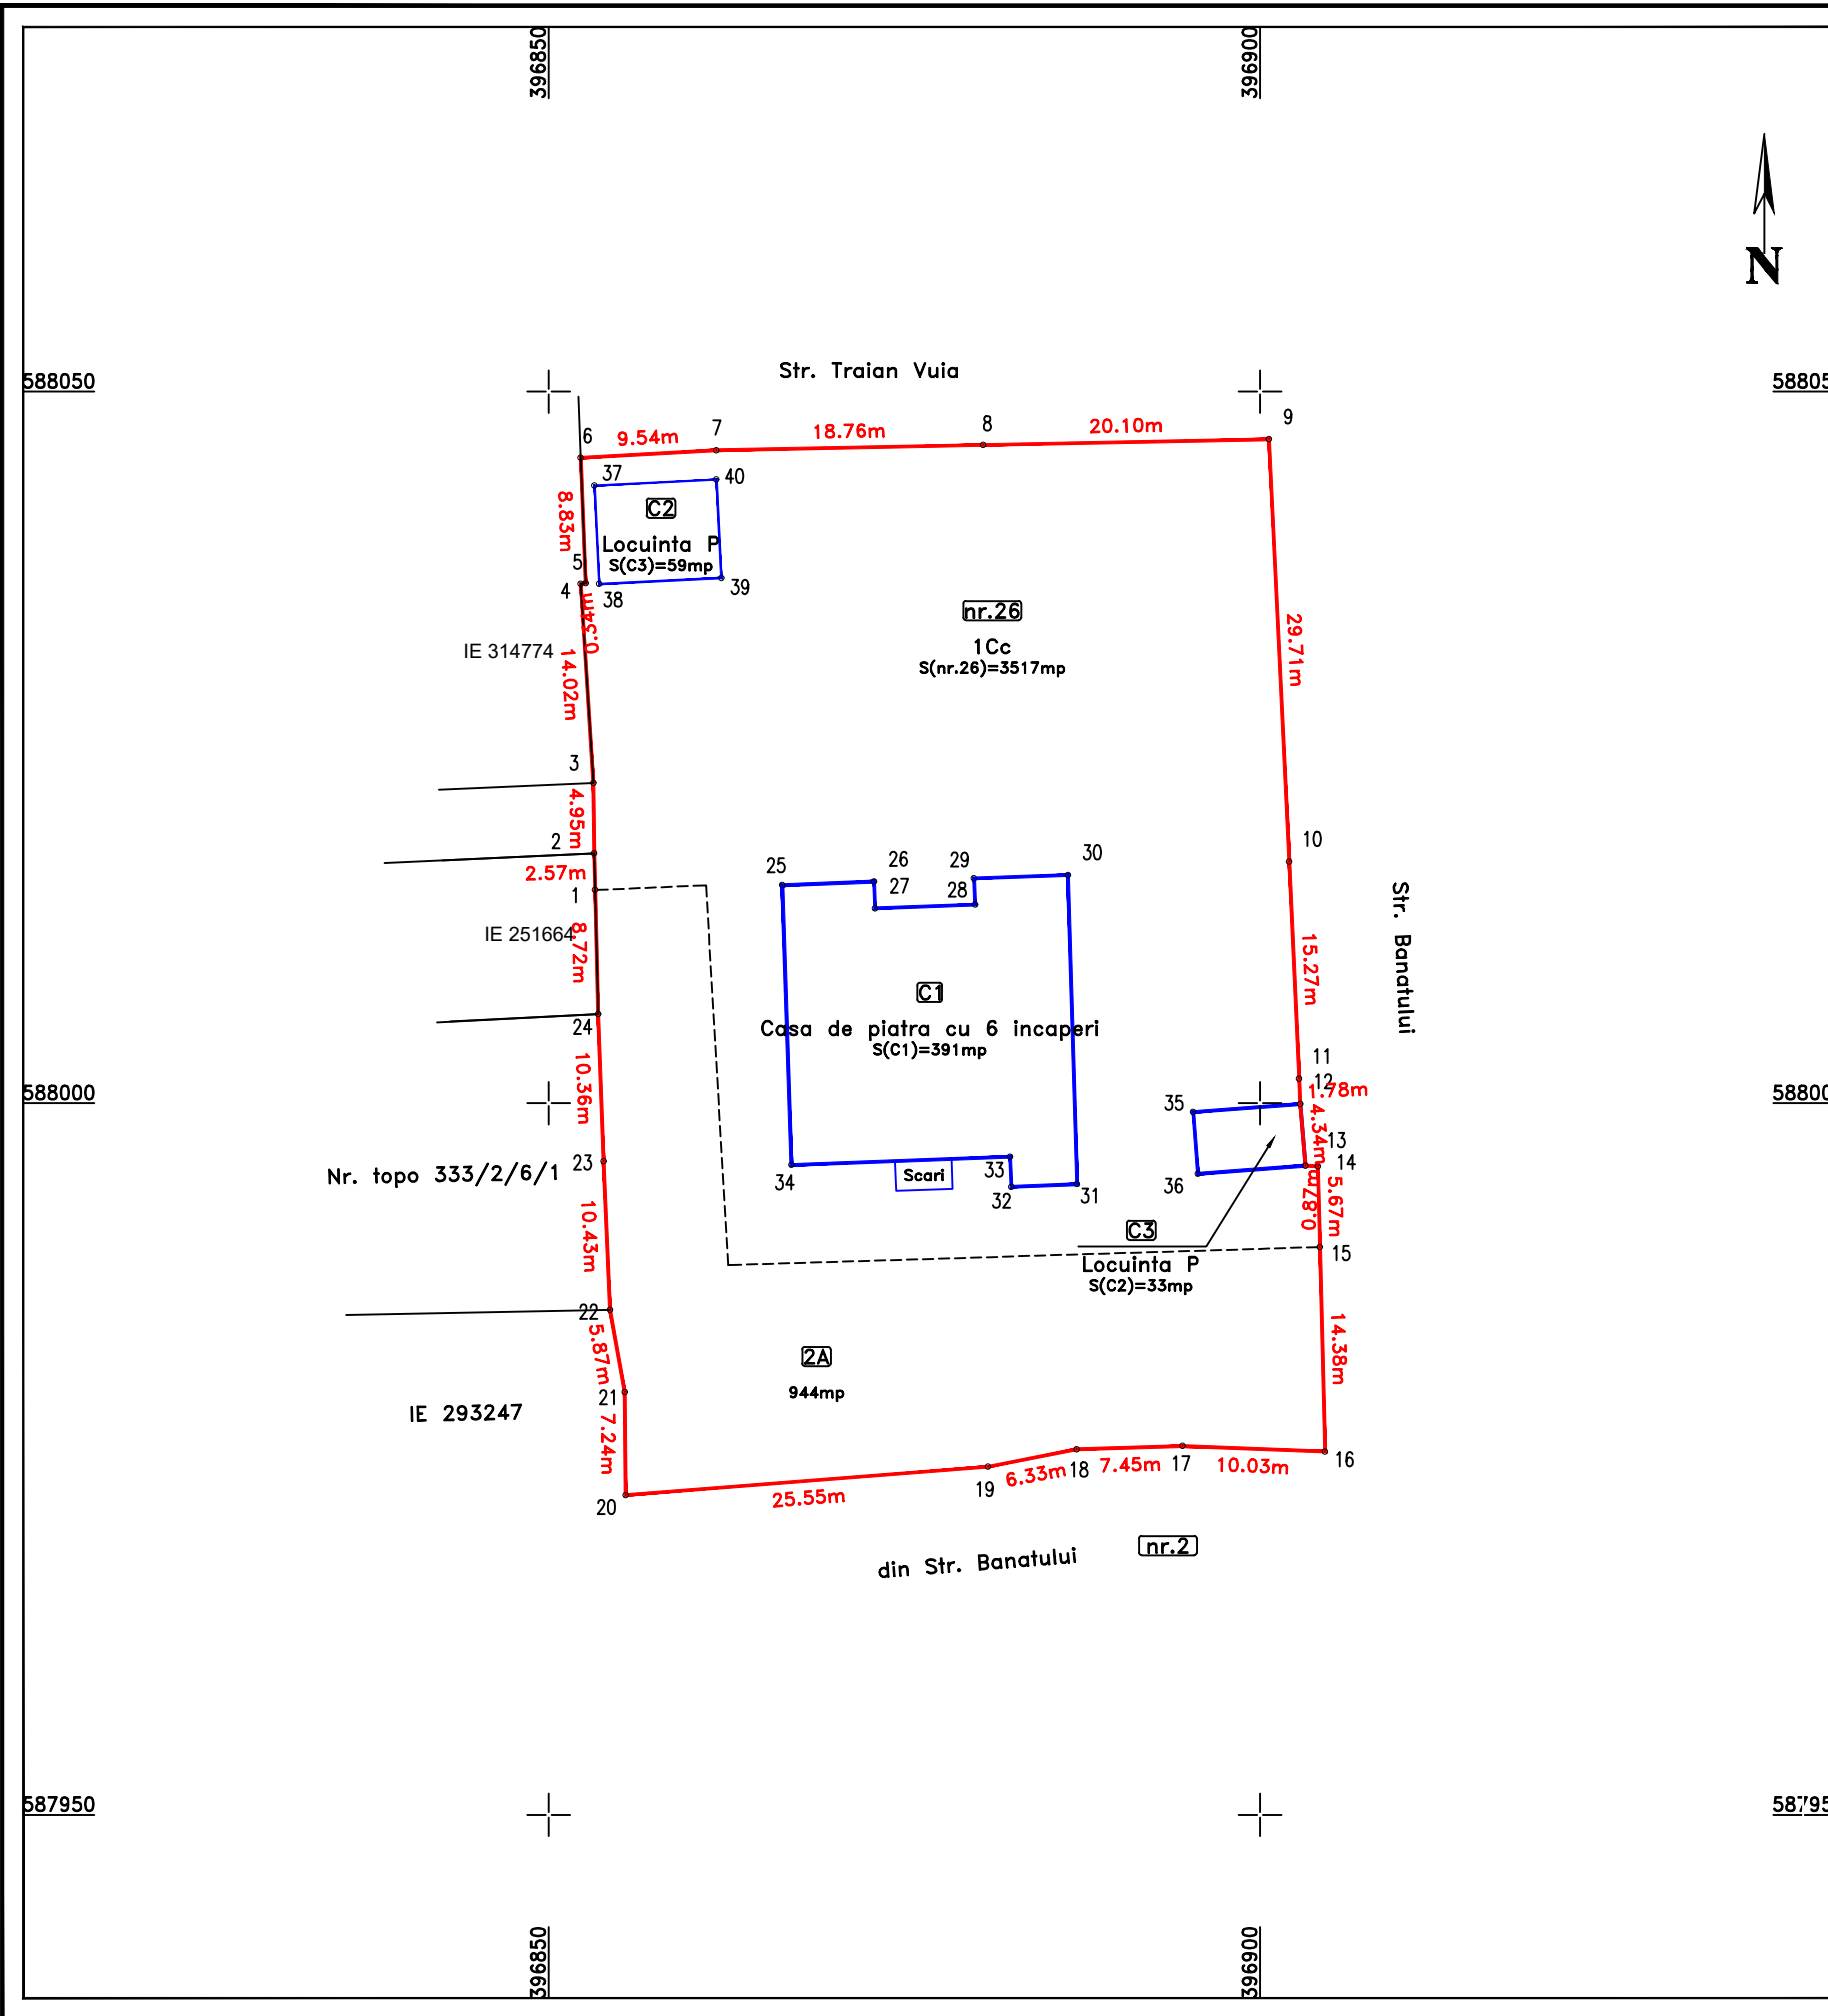 396850
396900
N
Str. Traian Vuia
588050
58805
6
9.54m
7
18.76m
8
20.10m
9
37
40
8.83m
C2
Locuinta P
S(C3)=59mp
5
4
38
39
0.34m
nr.26
1Cc
S(nr.26)=3517mp
29.71m
IE 314774
14.02m
3
4.95m
2
2.57m
1
10
25
26
27
29
28
30
IE 251664
8.72m
C1
Casa de piatra cu 6 incaperi
S(C1)=391mp
15.27m
Str. Banatului
24
10.36m
11
12
1.78m
588000
58800
35
4.34m
13
14
23
Nr. topo 333/2/6/1
34
Scari
33
32
31
36
0.87m
5.67m
10.43m
C3
Locuinta P
S(C2)=33mp
15
22
5.87m
14.38m
2A
944mp
21
IE 293247
7.24m
20
25.55m
19
6.33m
18
7.45m
17
10.03m
16
din Str. Banatului
nr.2
587950
58795
396850
396900